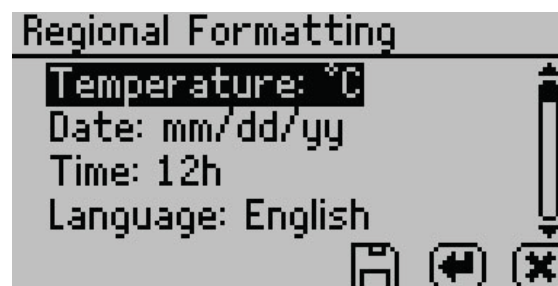 Regional Formatting
Temperature: °C
Date: mm/dd/yy
Time: 12h
Language: English